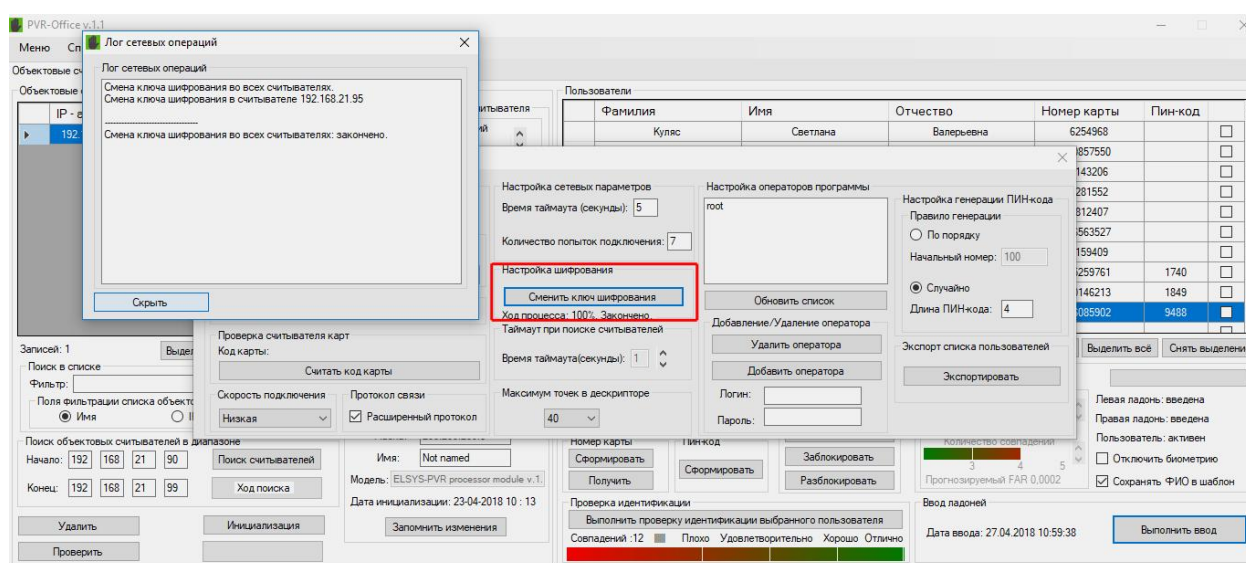 PVR-Office v.1.1
Меню
Лог сетевых операций
Лог сетевых операций
Смена ключа шифрования во всех считывателях.
Смена ключа шифрования в считывателе 192.168.21.95
---------------------------------
Смена ключа шифрования во всех считывателях: закончено.
Скрыть
Пользователи
Фамилия Имя Отчество Номер карты Пин-код
Куляс Светлана Валерьевна 6254968
857550
143206
281552
812407
563527
159409
259761 1740
146213 1849
085902 9488
Настройка сетевых параметров
Время таймаута (секунды): 5
Количество попыток подключения: 7
Настройка шифрования
Сменить ключ шифрования
Ход процесса: 100%. Закончено.
Таймаут при поиске считывателей
Время таймаута(секунды): 1
Максимум точек в дескрипторе
40
Настройка операторов программы
root
Обновить список
Добавление/Удаление оператора
Удалить оператора
Добавить оператора
Логин:
Пароль:
Настройка генерации ПИН-кода
Правило генерации
По порядку
Начальный номер: 100
Случайно
Длина ПИН-кода: 4
Экспорт списка пользователей
Экспортировать
Проверка считывателя карт
Код карты:
Считать код карты
Скорость подключения
Низкая
Протокол связи
Расширенный протокол
Записей: 1
Поиск в списке
Фильтр:
Поля фильтрации списка
Имя
Поиск объектовых считывателей в диапазоне
Начало: 192 168 21 90
Поиск считывателей
Конец: 192 168 21 99
Ход поиска
Удалить
Инициализация
Проверить
Имя: Not named
Модель: ELSYS-PVR processor module v.1.
Дата инициализации: 23-04-2018 10 : 13
Запомнить изменения
Номер карты
Сформировать
Получить
Пин-код
Сформировать
Заблокировать
Разблокировать
Проверка идентификации
Выполнить проверку идентификации выбранного пользователя
Совпадений :12 Плохо Удовлетворительно Хорошо Отлично
Выделить всё
Количество совпадений
3 4 5
Прогнозируемый FAR 0,0002
Левая ладонь: введена
Правая ладонь: введена
Пользователь: активен
Отключить биометрию
Сохранять ФИО в шаблон
Ввод ладоней
Дата ввода: 27.04.2018 10:59:38
Выполнить ввод